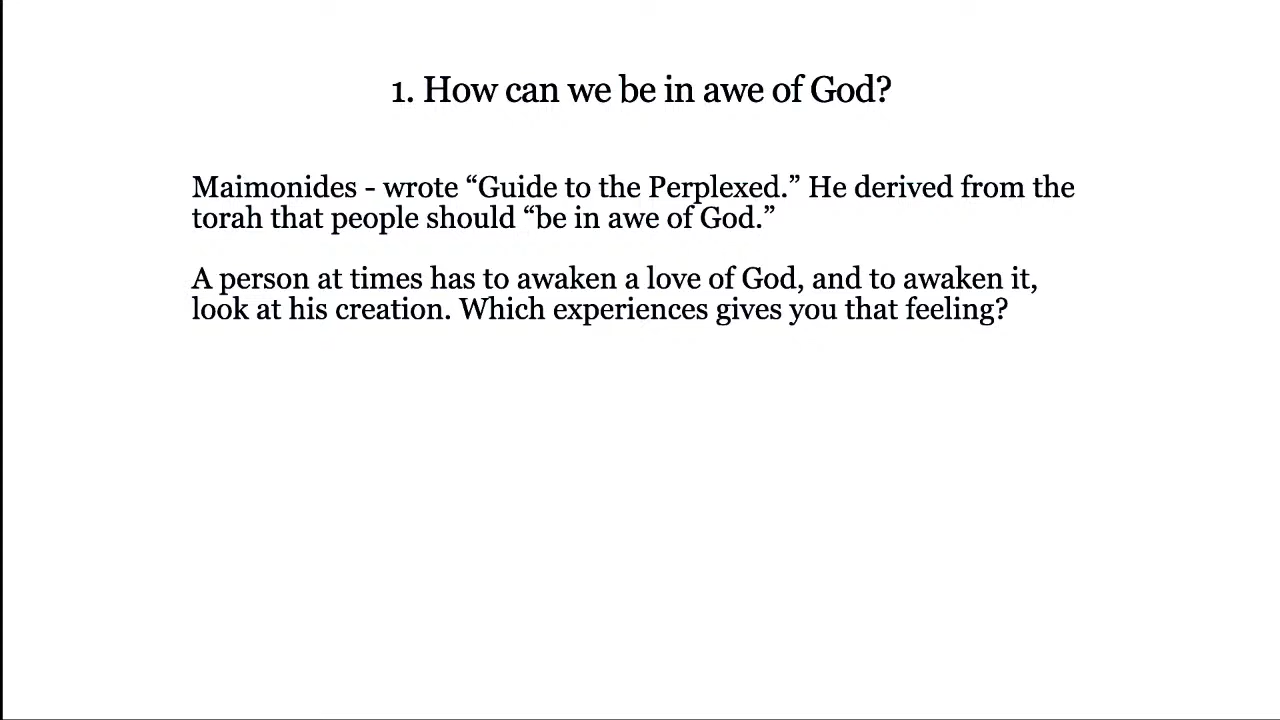 1. How can we be in awe of God?
Maimonides - wrote “Guide to the Perplexed.” He derived from the
torah that people should “be in awe of God.”
A person at times has to awaken a love of God, and to awaken it,
look at his creation. Which experiences gives you that feeling?